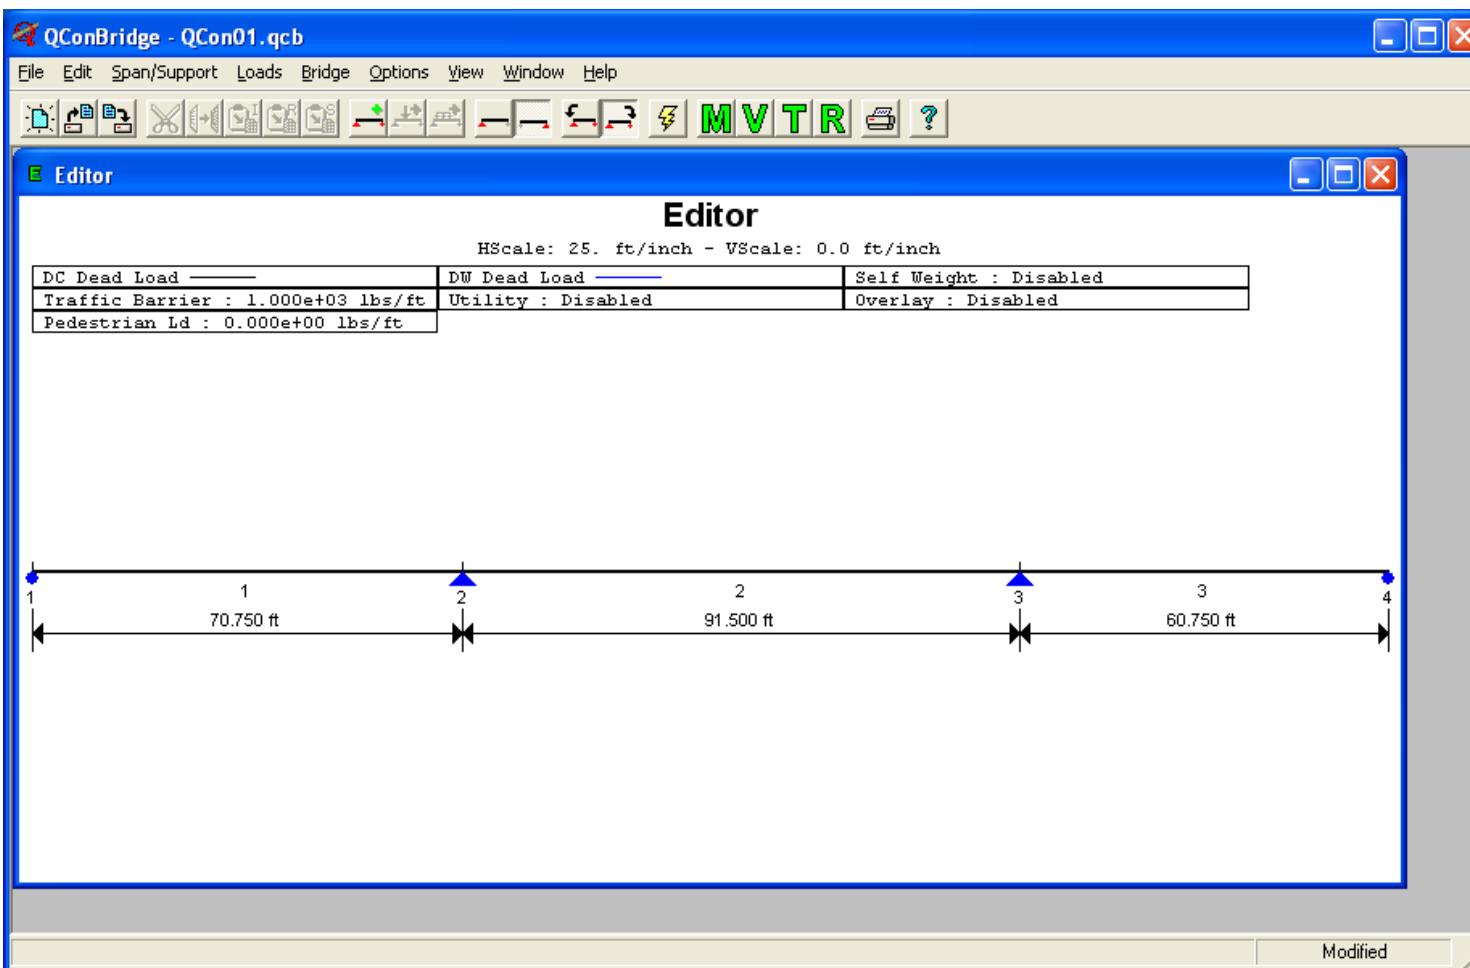 QConBridge - QCon01.qcb
File Edit Span/Support Loads Bridge Options View Window Help
M V T R ?
E Editor
Editor
HScale: 25. ft/inch - VScale: 0.0 ft/inch
DC Dead Load DW Dead Load Self Weight : Disabled
Traffic Barrier : 1.000e+03 lbs/ft Utility : Disabled Overlay : Disabled
Pedestrian Ld : 0.000e+00 lbs/ft
1 2 3
1 2 3 4
70.750 ft 91.500 ft 60.750 ft
Modified